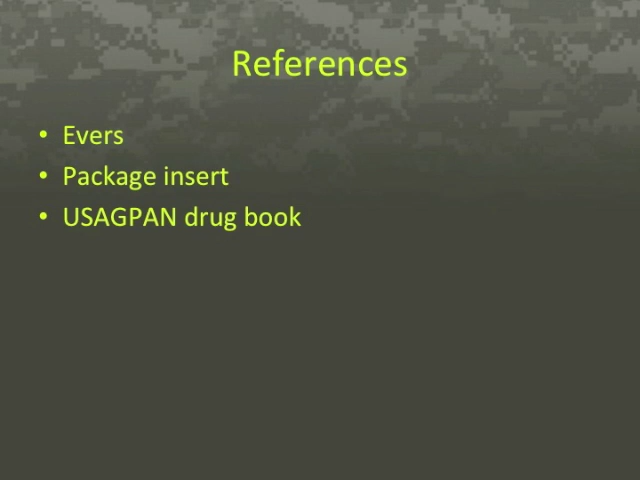 References
• Evers
• Package insert
• USAGPAN drug book